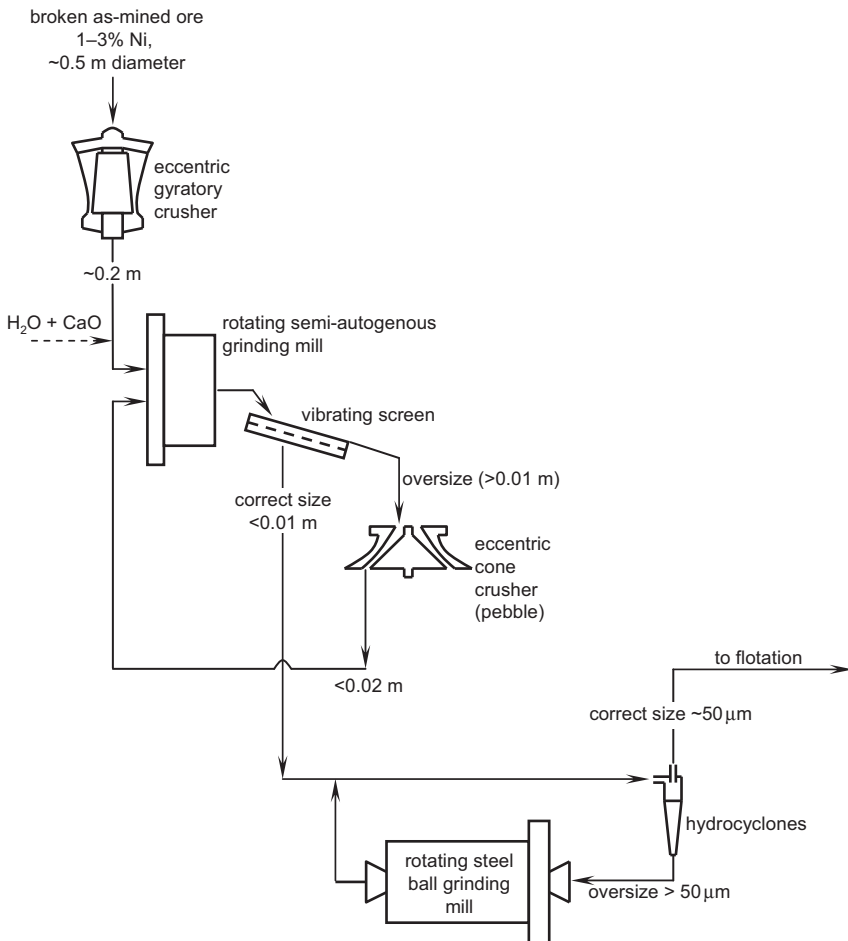 broken as-mined ore
1–3% Ni,
~0.5 m diameter
eccentric
gyratory
crusher
~0.2 m
H₂O + CaO
rotating semi-autogenous
grinding mill
vibrating screen
oversize (>0.01 m)
correct size
<0.01 m
eccentric
cone
crusher
(pebble)
<0.02 m
to flotation
correct size ~50 μm
hydrocyclones
rotating steel
ball grinding
mill
oversize > 50 μm